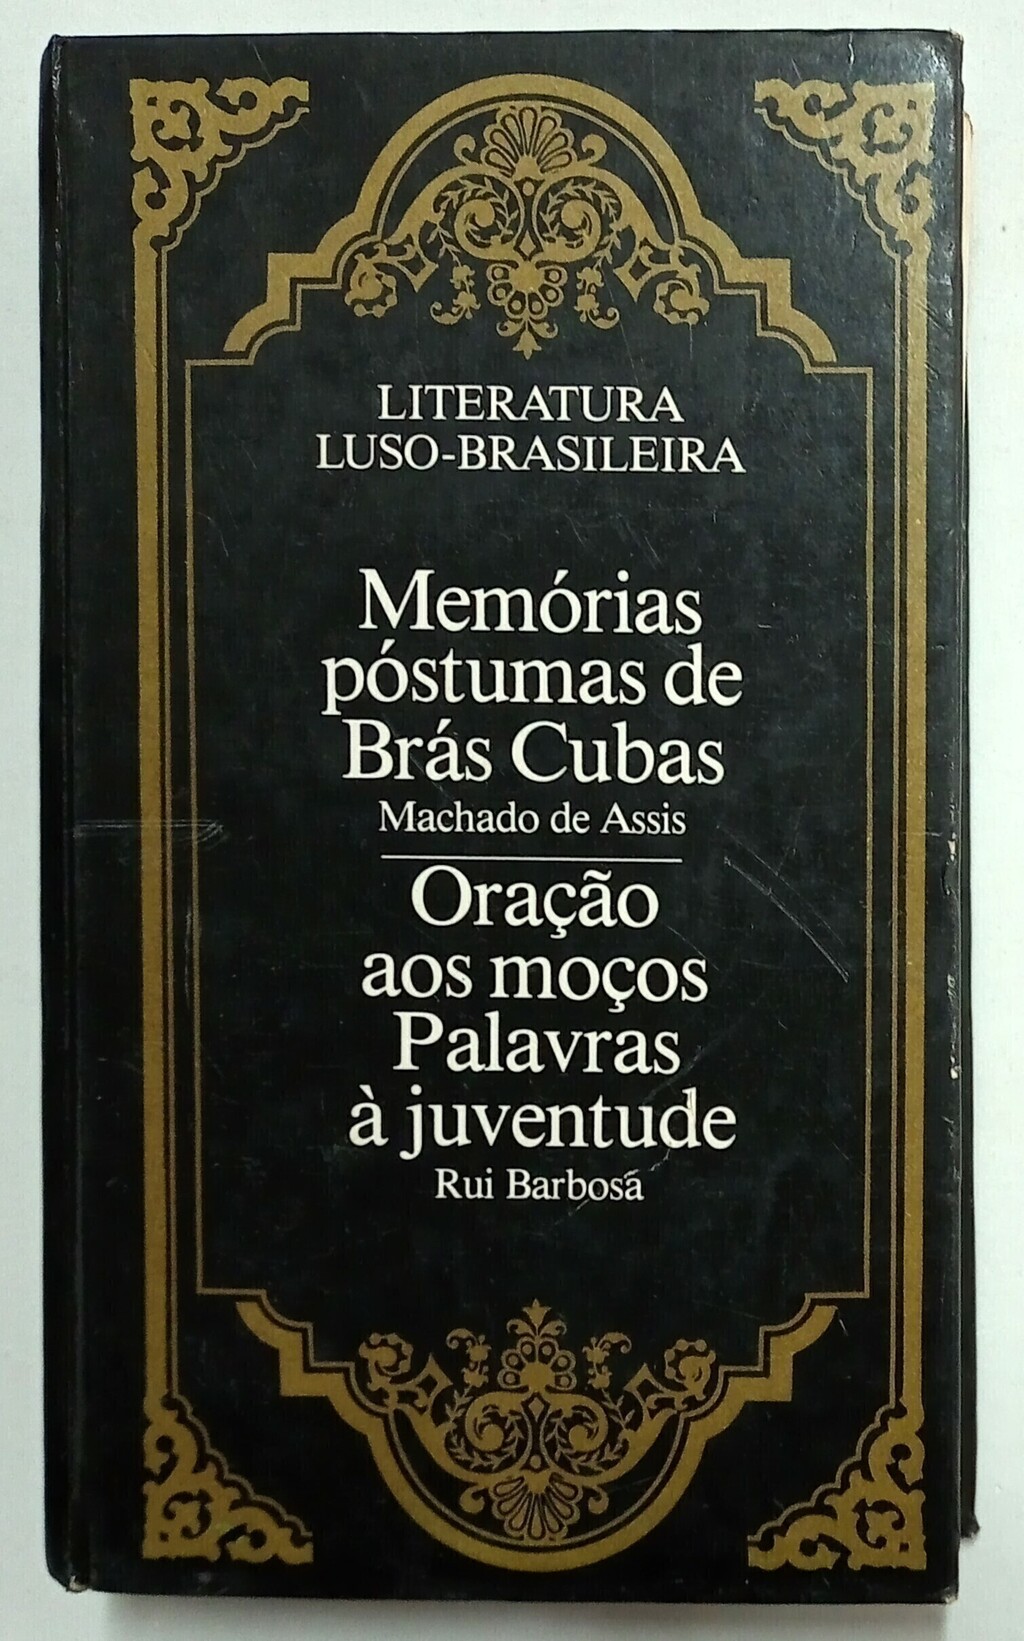 LITERATURA
LUSO-BRASILEIRA
Memórias
póstumas de
Brás Cubas
Machado de Assis
Oração
aos moços
Palavras
à juventude
Rui Barbosa